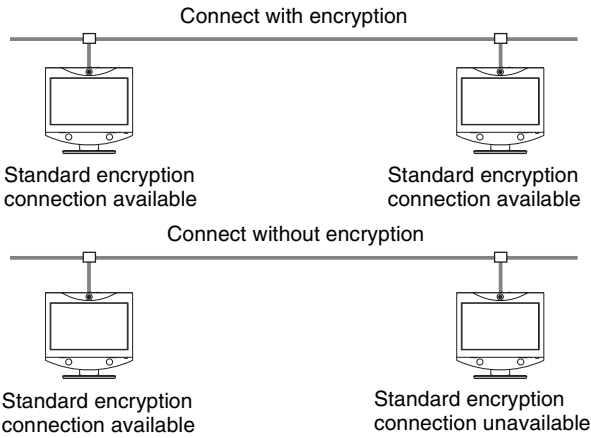 Connect with encryption
Standard encryption
connection available
Standard encryption
connection available
Connect without encryption
Standard encryption
connection available
Standard encryption
connection unavailable